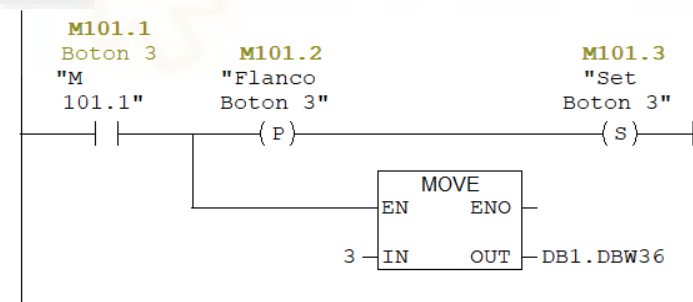 M101.1
Boton 3
"M
101.1"
M101.2
"Flanco
Boton 3"
M101.3
"Set
Boton 3"
P
S
MOVE
EN ENO
3 IN OUT DB1.DBW36